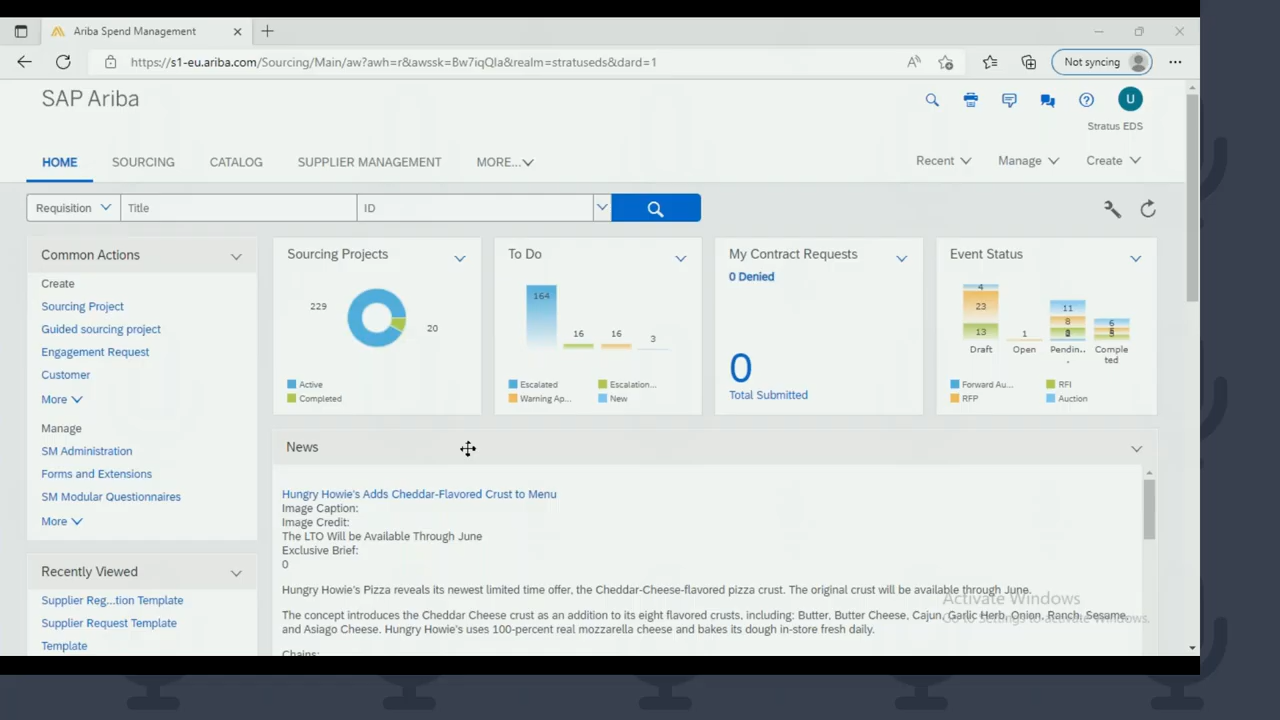 Ariba Spend Management
https://s1-eu.ariba.com/Sourcing/Main/aw?awh=r&awssk=Bw7iqQla&realm=stratuseds&dard=1
Not syncing
SAP Ariba
U
Stratus EDS
HOME SOURCING CATALOG SUPPLIER MANAGEMENT MORE... Recent Manage Create
Requisition Title ID
Common Actions
Create
Sourcing Project
Guided sourcing project
Engagement Request
Customer
More
Manage
SM Administration
Forms and Extensions
SM Modular Questionnaires
More
Recently Viewed
Supplier Reg...tion Template
Supplier Request Template
Template
Sourcing Projects
229
20
Active
Completed
To Do
164
16
16
3
Escalated
Escalation...
Warning Ap...
New
My Contract Requests
0 Denied
0
Total Submitted
Event Status
4
23
13
1
11
8
6
Draft
Open
Pendin...
Completed
Forward Au...
RFI
RFP
Auction
News
Hungry Howie's Adds Cheddar-Flavored Crust to Menu
Image Caption:
Image Credit:
The LTO Will be Available Through June
Exclusive Brief:
0
Hungry Howie's Pizza reveals its newest limited time offer, the Cheddar-Cheese-flavored pizza crust. The original crust will be available through June.
The concept introduces the Cheddar Cheese crust as an addition to its eight flavored crusts, including: Butter, Butter Cheese, Cajun, Garlic Herb, Onion, Ranch, Sesame,
and Asiago Cheese. Hungry Howie's uses 100-percent real mozzarella cheese and bakes its dough in-store fresh daily.
Chains:
Activate Windows
Go to Settings to activate Windows.